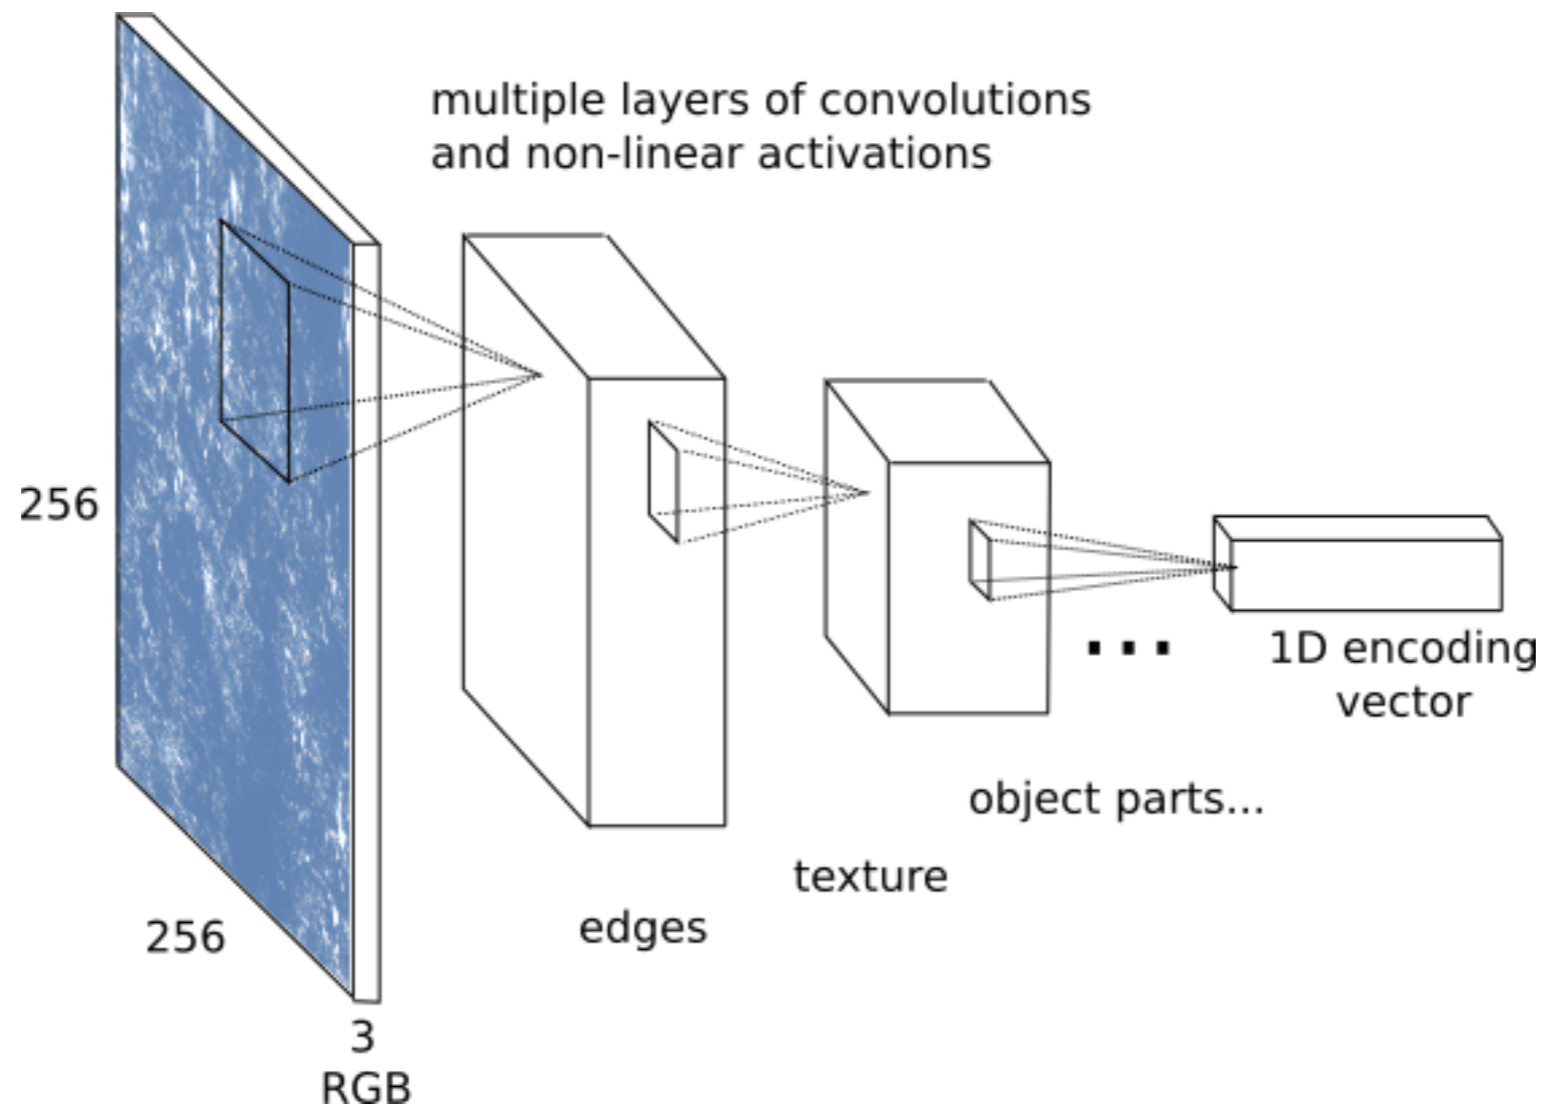 multiple layers of convolutions
and non-linear activations
256
1D encoding
vector
object parts...
texture
edges
256
3
RGB